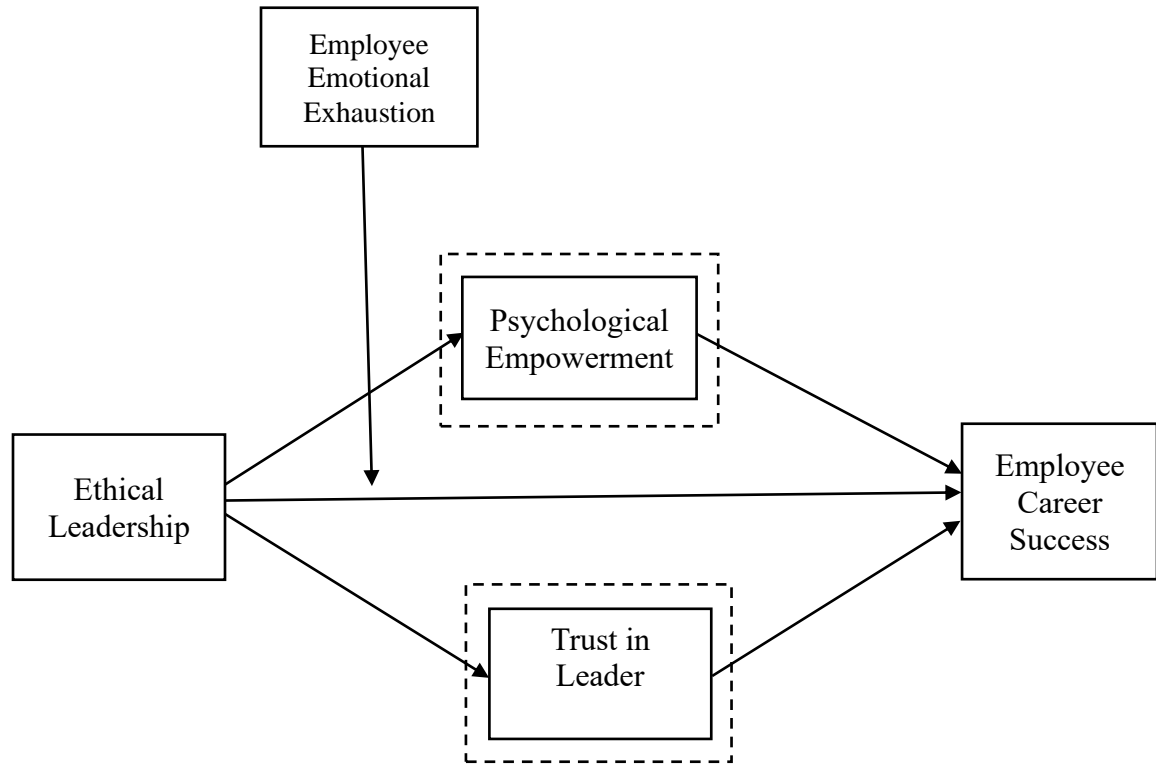 Employee
Emotional
Exhaustion
Psychological
Empowerment
Ethical
Leadership
Employee
Career
Success
Trust in
Leader